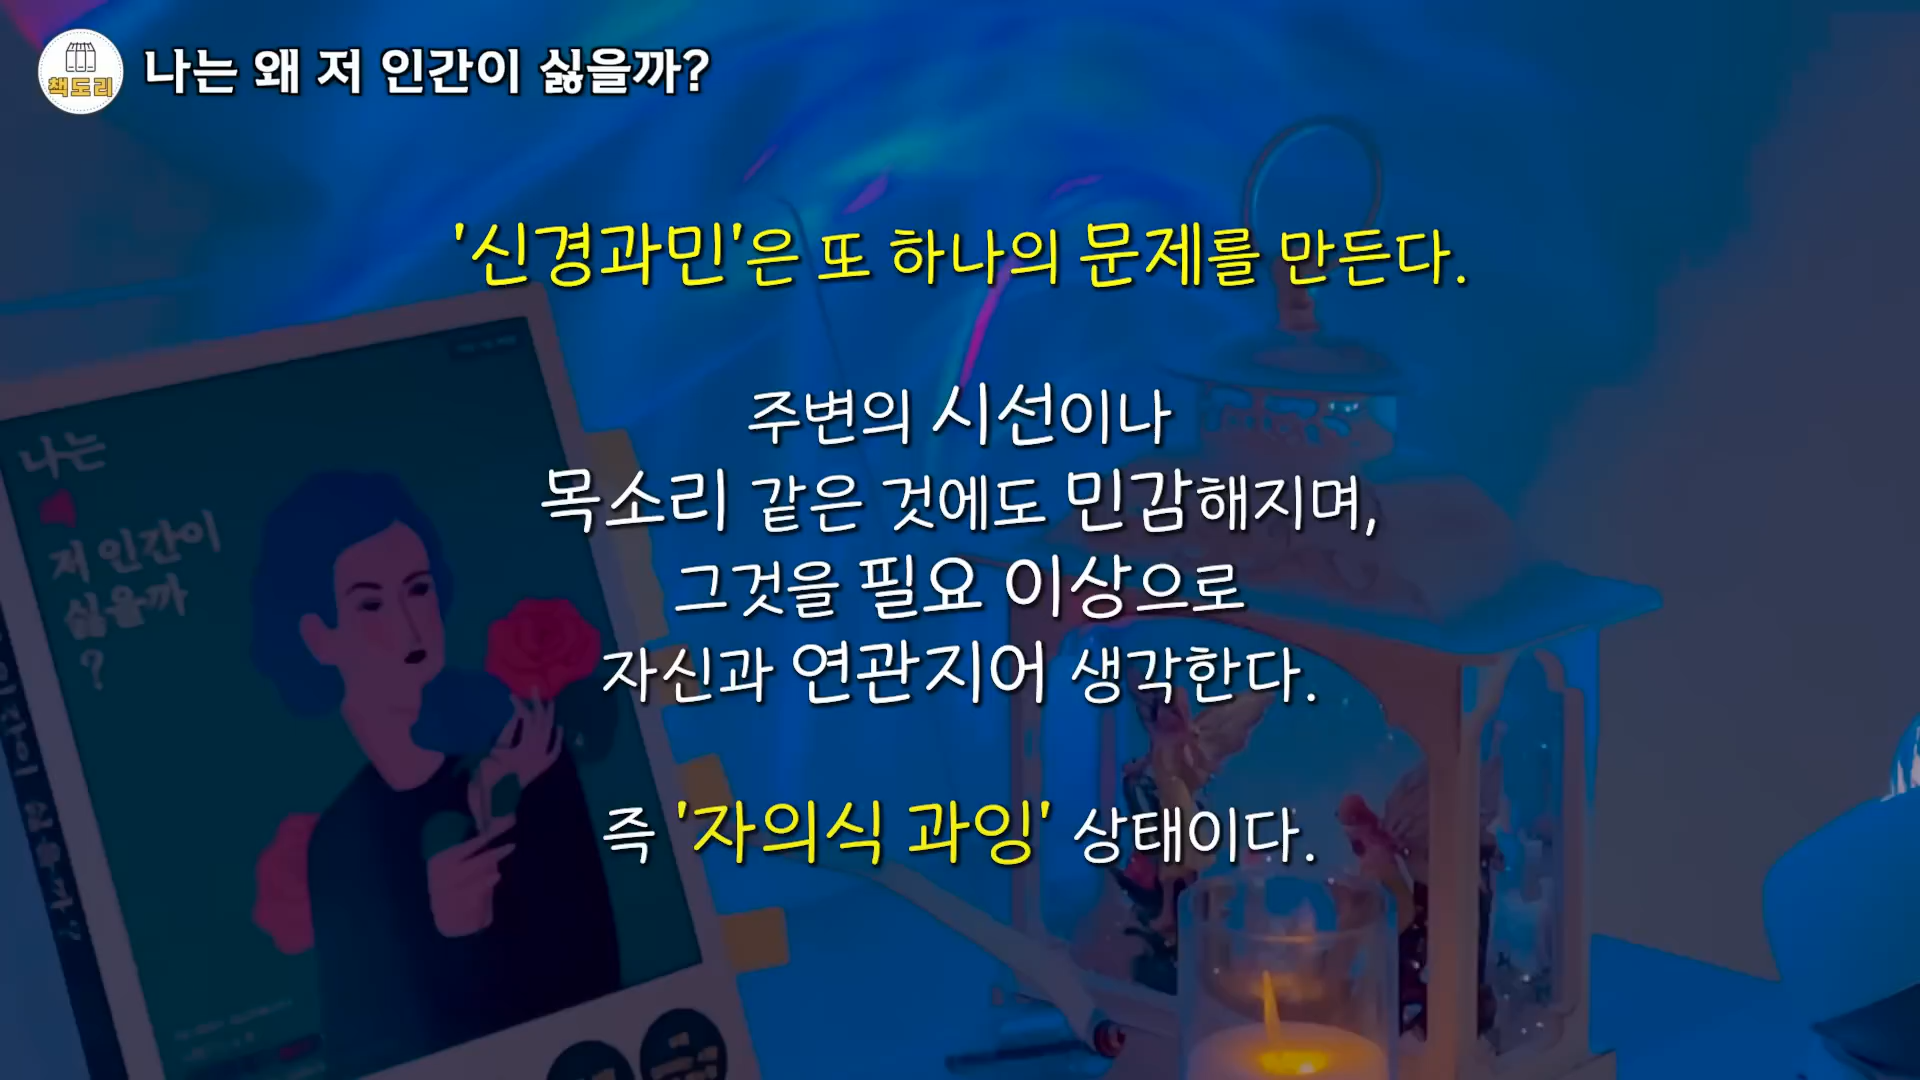 책도리
나는 왜 저 인간이 싫을까?
'신경과민'은 또 하나의 문제를 만든다.
주변의 시선이나
목소리 같은 것에도 민감해지며,
그것을 필요 이상으로
자신과 연관지어 생각한다.
즉 '자의식 과잉' 상태이다.
나는
저 인간이
싫을까
?